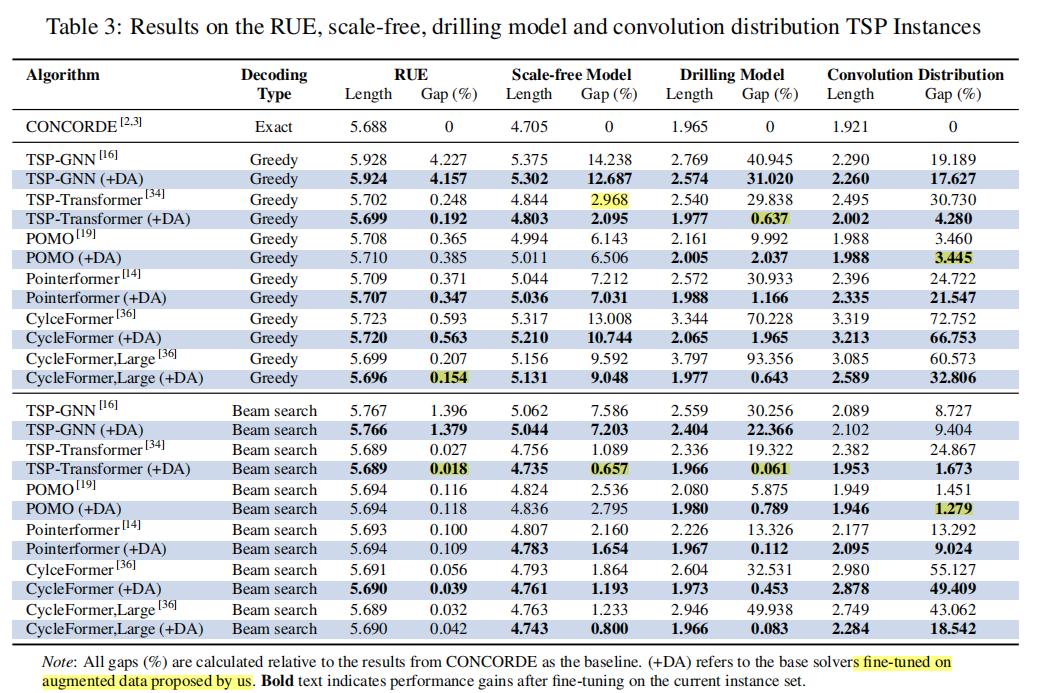 Table 3: Results on the RUE, scale-free, drilling model and convolution distribution TSP Instances
Algorithm Decoding RUE Scale-free Model Drilling Model Convolution Distribution
Type Length Gap (%) Length Gap (%) Length Gap (%) Length Gap (%)
CONCORDE [2,3] Exact 5.688 0 4.705 0 1.965 0 1.921 0
TSP-GNN [16] Greedy 5.928 4.227 5.375 14.238 2.769 40.945 2.290 19.189
TSP-GNN (+DA) Greedy 5.924 4.157 5.302 12.687 2.574 31.020 2.260 17.627
TSP-Transformer [34] Greedy 5.702 0.248 4.844 2.968 2.540 29.838 2.495 30.730
TSP-Transformer (+DA) Greedy 5.699 0.192 4.803 2.095 1.977 0.637 2.002 4.280
POMO [19] Greedy 5.708 0.365 4.994 6.143 2.161 9.992 1.988 3.460
POMO (+DA) Greedy 5.710 0.385 5.011 6.506 2.005 2.037 1.988 3.445
Pointerformer [14] Greedy 5.709 0.371 5.044 7.212 2.572 30.933 2.396 24.722
Pointerformer (+DA) Greedy 5.707 0.347 5.036 7.031 1.988 1.166 2.335 21.547
CylceFormer [36] Greedy 5.723 0.593 5.317 13.008 3.344 70.228 3.319 72.752
CycleFormer (+DA) Greedy 5.720 0.563 5.210 10.744 2.065 1.965 3.213 66.753
CycleFormer,Large [36] Greedy 5.699 0.207 5.156 9.592 3.797 93.356 3.085 60.573
CycleFormer,Large (+DA) Greedy 5.696 0.154 5.131 9.048 1.977 0.643 2.589 32.806
TSP-GNN [16] Beam search 5.767 1.396 5.062 7.586 2.559 30.256 2.089 8.727
TSP-GNN (+DA) Beam search 5.766 1.379 5.044 7.203 2.404 22.366 2.102 9.404
TSP-Transformer [34] Beam search 5.689 0.027 4.756 1.089 2.336 19.322 2.382 24.867
TSP-Transformer (+DA) Beam search 5.689 0.018 4.735 0.657 1.966 0.061 1.953 1.673
POMO [19] Beam search 5.694 0.116 4.824 2.536 2.080 5.875 1.949 1.451
POMO (+DA) Beam search 5.694 0.118 4.836 2.795 1.980 0.789 1.946 1.279
Pointerformer [14] Beam search 5.693 0.100 4.807 2.160 2.226 13.326 2.177 13.292
Pointerformer (+DA) Beam search 5.694 0.109 4.783 1.654 1.967 0.112 2.095 9.024
CylceFormer [36] Beam search 5.691 0.056 4.793 1.864 2.604 32.531 2.980 55.127
CycleFormer (+DA) Beam search 5.690 0.039 4.761 1.193 1.973 0.453 2.878 49.409
CycleFormer,Large [36] Beam search 5.689 0.032 4.763 1.233 2.946 49.938 2.749 43.062
CycleFormer,Large (+DA) Beam search 5.690 0.042 4.743 0.800 1.966 0.083 2.284 18.542
Note: All gaps (%) are calculated relative to the results from CONCORDE as the baseline. (+DA) refers to the base solvers fine-tuned on
augmented data proposed by us. Bold text indicates performance gains after fine-tuning on the current instance set.